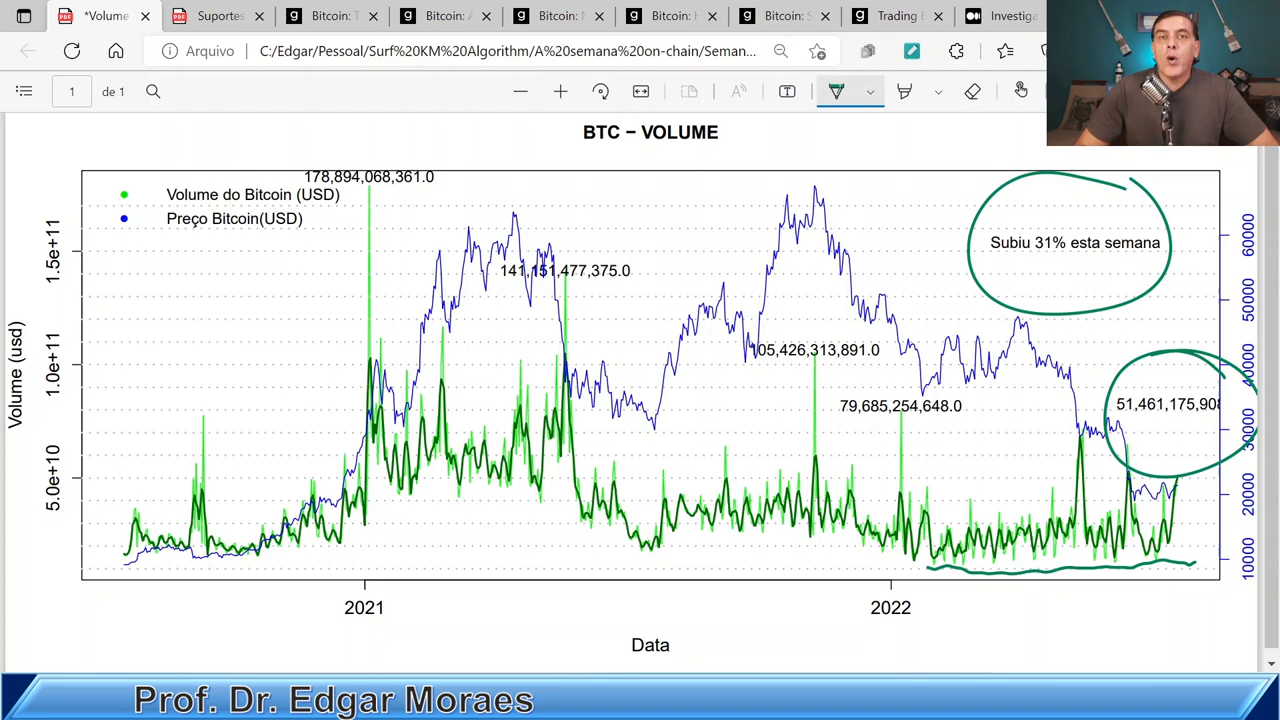 *Volume
Suportes
Bitcoin: T
Bitcoin: A
Bitcoin:
Bitcoin:
Bitcoin: S
Trading
Investiga
Arquivo
C:/Edgar/Pessoal/Surf%20KM%20Algorithm/A%20semana%20on-chain/Seman...
1
de 1
BTC − VOLUME
178,894,068,361.0
Volume do Bitcoin (USD)
Preço Bitcoin(USD)
Subiu 31% esta semana
141,151,477,375.0
105,426,313,891.0
79,685,254,648.0
51,461,175,908
Volume (usd)
1.5e+11
1.0e+11
5.0e+10
60000
50000
40000
30000
20000
10000
2021
2022
Data
Prof. Dr. Edgar Moraes